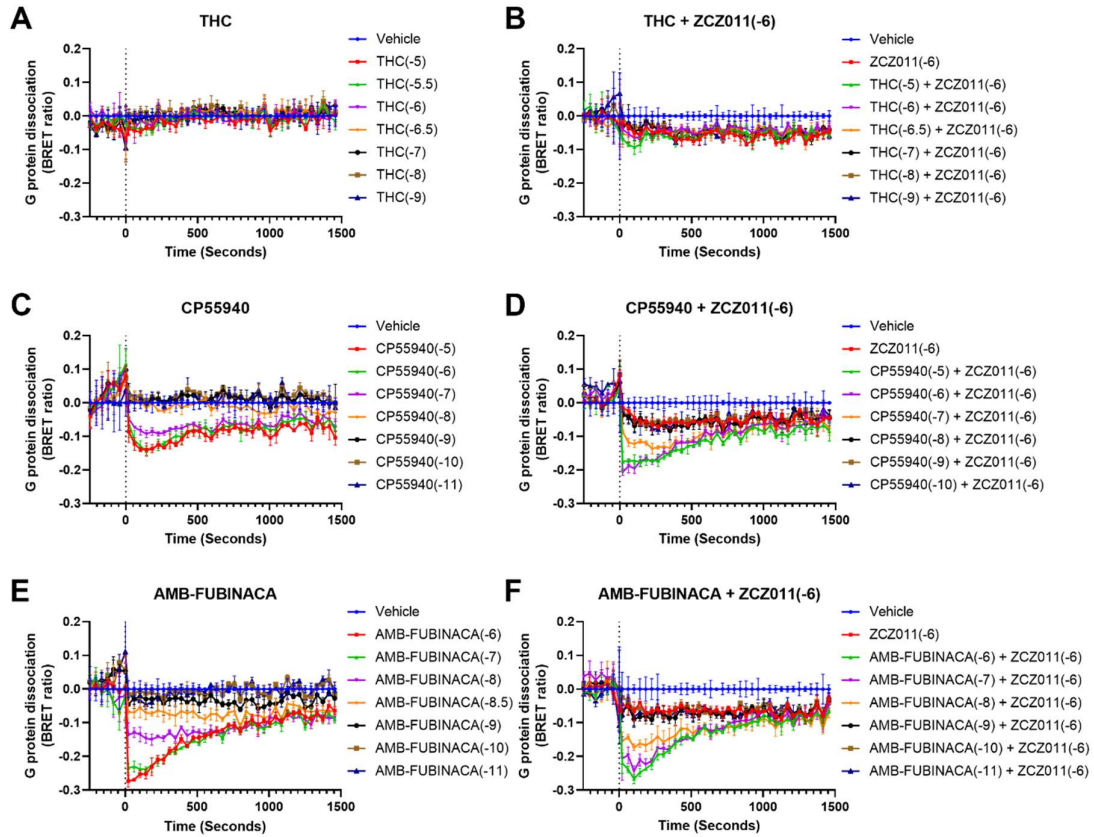 A
THC
G protein dissociation
(BRET ratio)
0.2
0.1
0.0
-0.1
-0.2
-0.3
0
500
1000
1500
Time (Seconds)
Vehicle
THC(-5)
THC(-5.5)
THC(-6)
THC(-6.5)
THC(-7)
THC(-8)
THC(-9)
B
THC + ZCZ011(-6)
G protein dissociation
(BRET ratio)
0.2
0.1
0.0
-0.1
-0.2
-0.3
0
500
1000
1500
Time (Seconds)
Vehicle
ZCZ011(-6)
THC(-5) + ZCZ011(-6)
THC(-6) + ZCZ011(-6)
THC(-6.5) + ZCZ011(-6)
THC(-7) + ZCZ011(-6)
THC(-8) + ZCZ011(-6)
THC(-9) + ZCZ011(-6)
C
CP55940
G protein dissociation
(BRET ratio)
0.2
0.1
0.0
-0.1
-0.2
-0.3
0
500
1000
1500
Time (Seconds)
Vehicle
CP55940(-5)
CP55940(-6)
CP55940(-7)
CP55940(-8)
CP55940(-9)
CP55940(-10)
CP55940(-11)
D
CP55940 + ZCZ011(-6)
G protein dissociation
(BRET ratio)
0.2
0.1
0.0
-0.1
-0.2
-0.3
0
500
1000
1500
Time (Seconds)
Vehicle
ZCZ011(-6)
CP55940(-5) + ZCZ011(-6)
CP55940(-6) + ZCZ011(-6)
CP55940(-7) + ZCZ011(-6)
CP55940(-8) + ZCZ011(-6)
CP55940(-9) + ZCZ011(-6)
CP55940(-10) + ZCZ011(-6)
E
AMB-FUBINACA
G protein dissociation
(BRET ratio)
0.2
0.1
0.0
-0.1
-0.2
-0.3
0
500
1000
1500
Time (Seconds)
Vehicle
AMB-FUBINACA(-6)
AMB-FUBINACA(-7)
AMB-FUBINACA(-8)
AMB-FUBINACA(-8.5)
AMB-FUBINACA(-9)
AMB-FUBINACA(-10)
AMB-FUBINACA(-11)
F
AMB-FUBINACA + ZCZ011(-6)
G protein dissociation
(BRET ratio)
0.2
0.1
0.0
-0.1
-0.2
-0.3
0
500
1000
1500
Time (Seconds)
Vehicle
ZCZ011(-6)
AMB-FUBINACA(-6) + ZCZ011(-6)
AMB-FUBINACA(-7) + ZCZ011(-6)
AMB-FUBINACA(-8) + ZCZ011(-6)
AMB-FUBINACA(-9) + ZCZ011(-6)
AMB-FUBINACA(-10) + ZCZ011(-6)
AMB-FUBINACA(-11) + ZCZ011(-6)